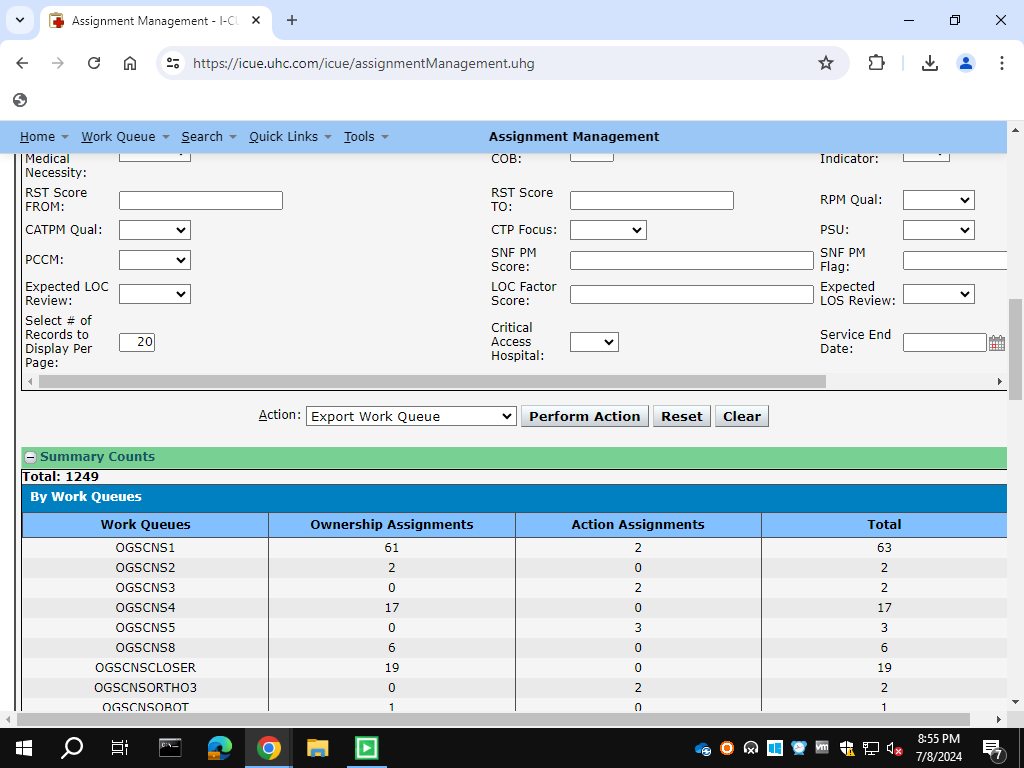 Assignment Management - I-CU
https://icue.uhc.com/icue/assignmentManagement.uhg
Home Work Queue Search Quick Links Tools Assignment Management
Medical Necessity: COB: Indicator:
RST Score FROM: RST Score TO: RPM Qual:
CATPM Qual: CTP Focus: PSU:
PCCM: SNF PM Score: SNF PM Flag:
Expected LOC Review: LOC Factor Score: Expected LOS Review:
Select # of Records to Display Per Page: 20 Critical Access Hospital: Service End Date:
Action: Export Work Queue Perform Action Reset Clear
Summary Counts
Total: 1249
By Work Queues
Work Queues Ownership Assignments Action Assignments Total
OGSCNS1 61 2 63
OGSCNS2 2 0 2
OGSCNS3 0 2 2
OGSCNS4 17 0 17
OGSCNS5 0 3 3
OGSCNS8 6 0 6
OGSCNSCLOSER 19 0 19
OGSCNSORTHO3 0 2 2
OGSCNSOBOT 1 0 1
8:55 PM
7/8/2024
7